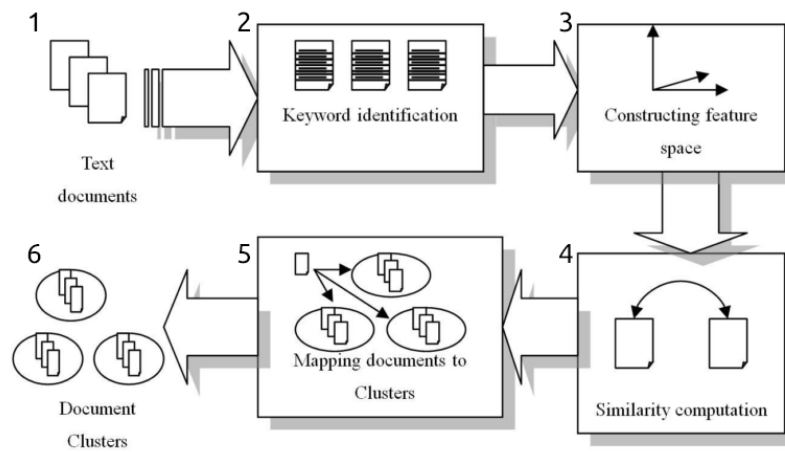 1
Text
documents
2
Keyword identification
3
Constructing feature
space
4
Similarity computation
5
Mapping documents to
Clusters
6
Document
Clusters